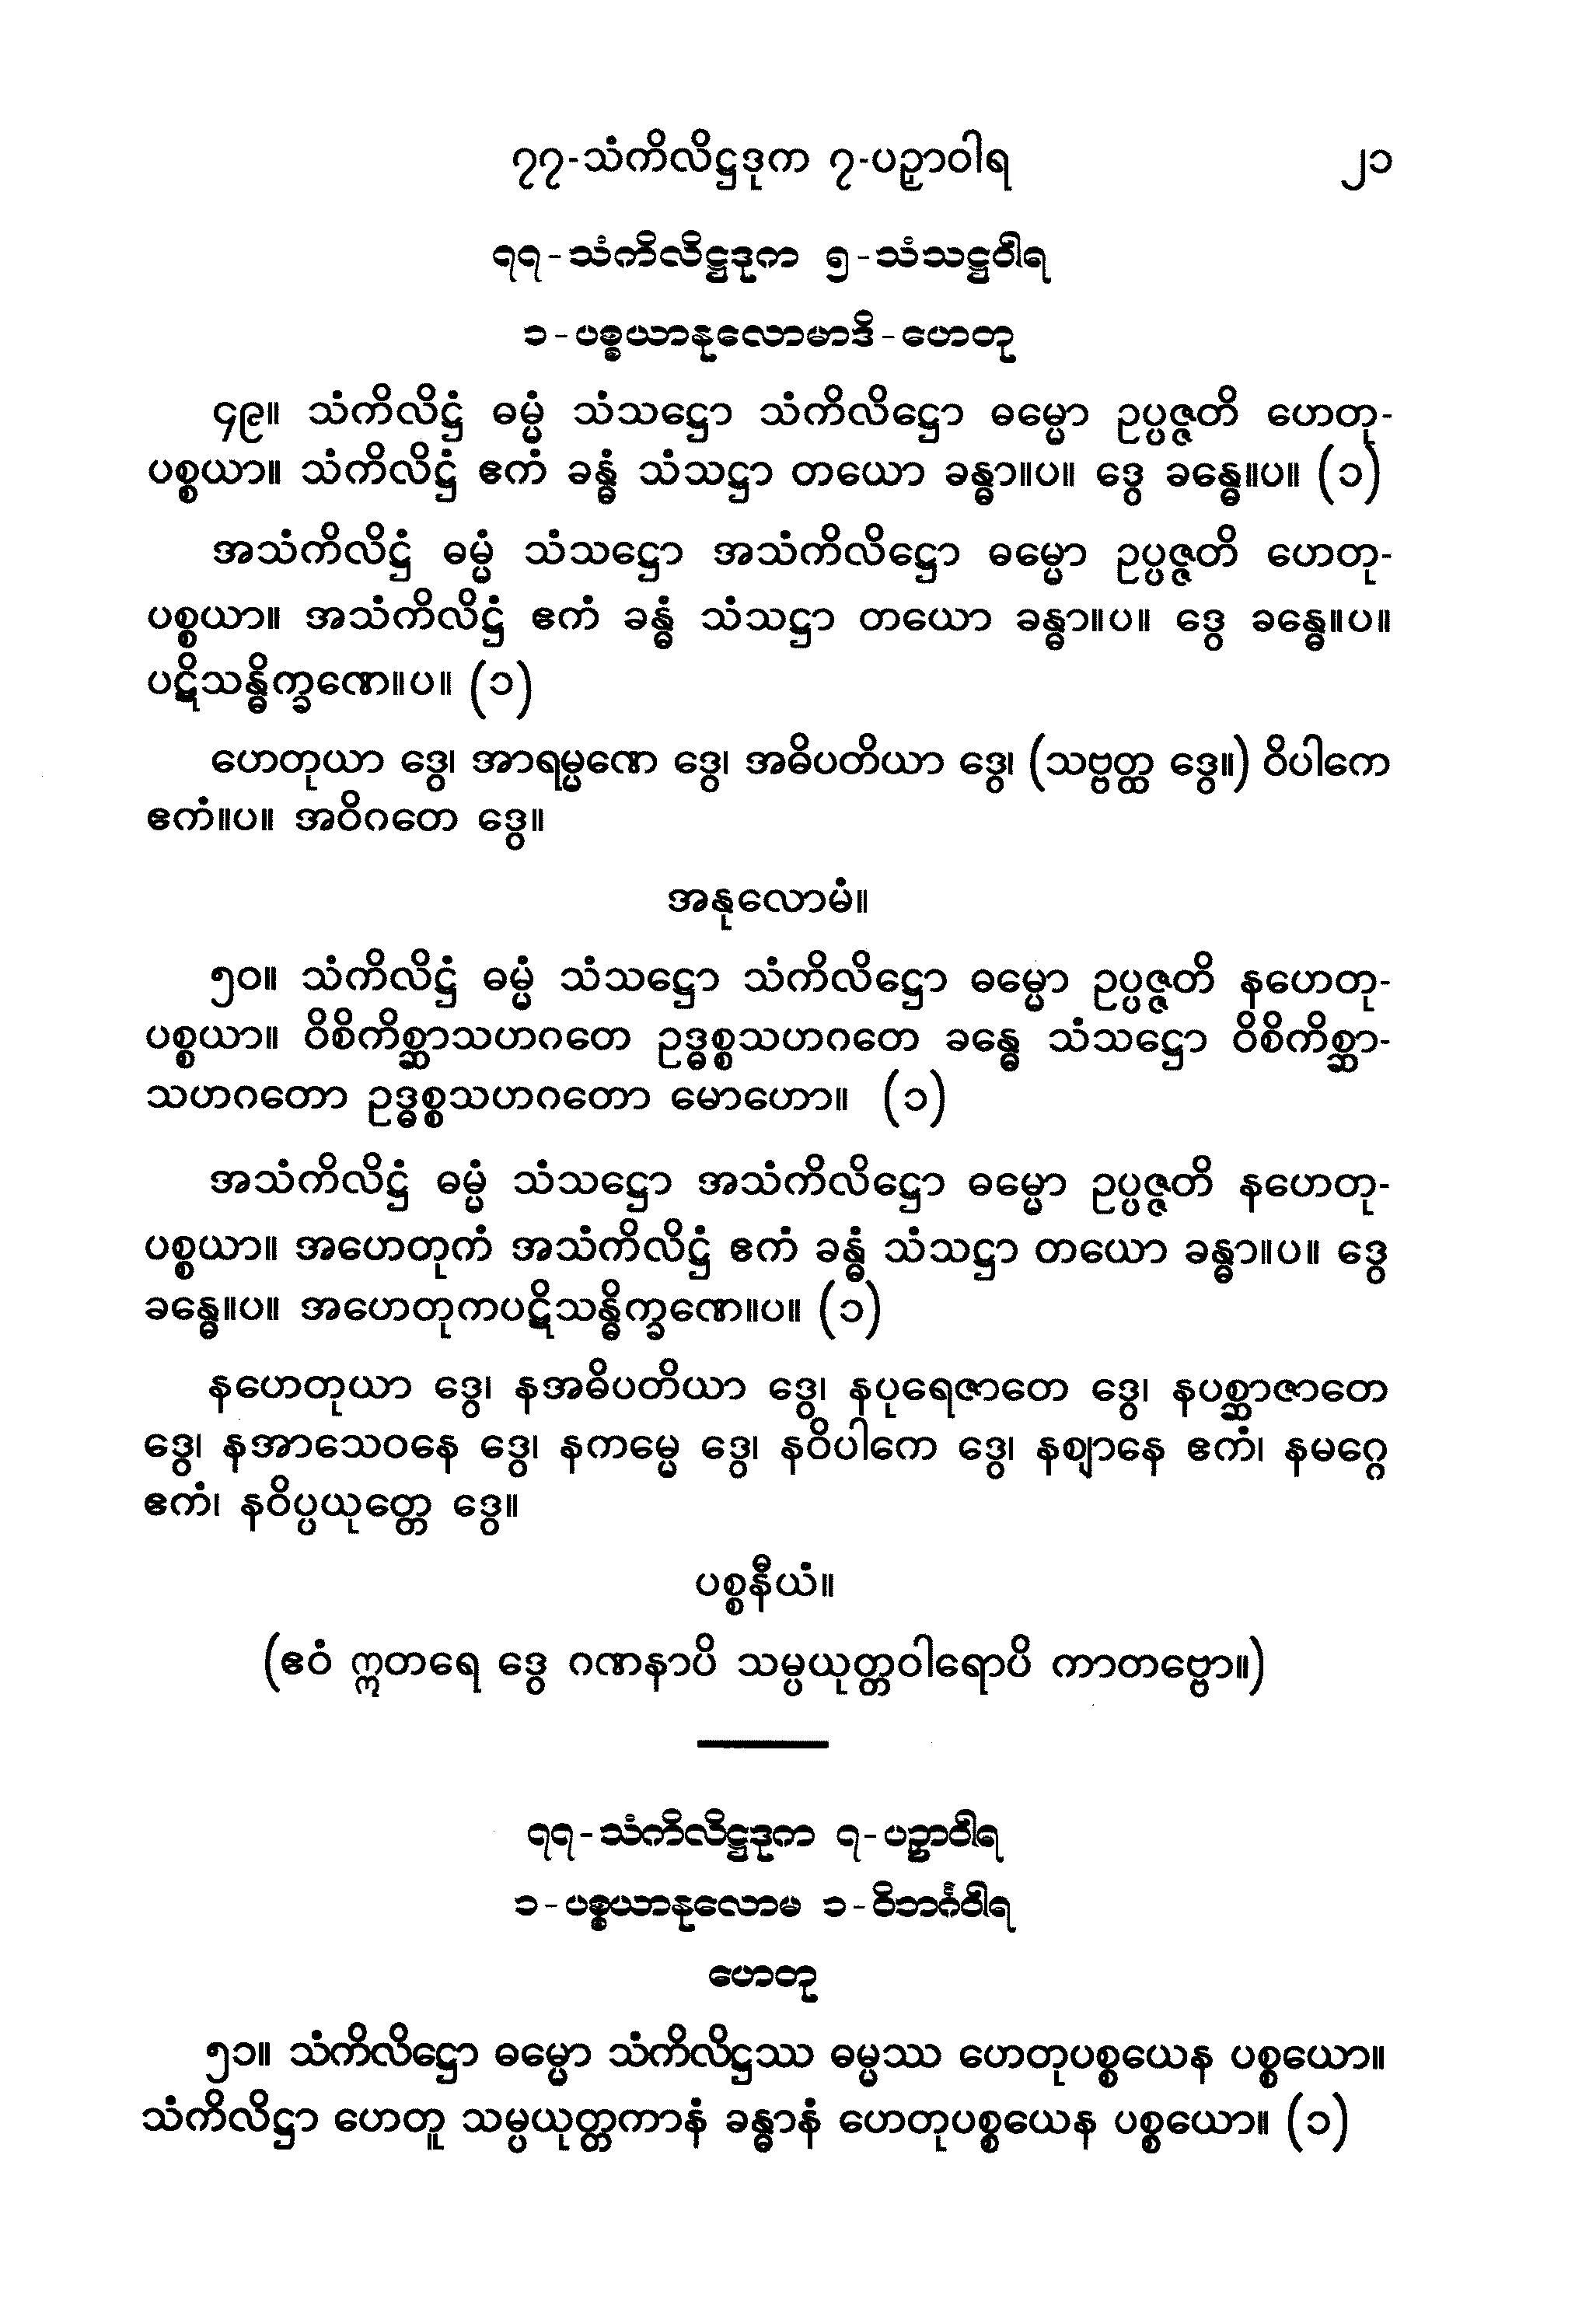 ၇၇-သံကိလိဋ္ဌဒုက ၇-ပဉှာဝါရ ၂၁
၇၇-သံကိလိဋ္ဌဒုက ၅-သံသဋ္ဌဝါရ
၁-ပစ္စယာနုလောမာဒိ-ဟေတု
၄၉။ သံကိလိဋ္ဌံ ဓမ္မံ သံသဋ္ဌော သံကိလိဋ္ဌော ဓမ္မော ဥပ္ပဇ္ဇတိ ဟေတု-
ပစ္စယာ။ သံကိလိဋ္ဌံ ဧကံ ခန္ဓံ သံသဋ္ဌာ တယော ခန္ဓာ။ပ။ ဒွေ ခန္ဓေ။ပ။ (၁)
အသံကိလိဋ္ဌံ ဓမ္မံ သံသဋ္ဌော အသံကိလိဋ္ဌော ဓမ္မော ဥပ္ပဇ္ဇတိ ဟေတု-
ပစ္စယာ။ အသံကိလိဋ္ဌံ ဧကံ ခန္ဓံ သံသဋ္ဌာ တယော ခန္ဓာ။ပ။ ဒွေ ခန္ဓေ။ပ။
ပဋိသန္ဓိက္ခဏေ။ပ။ (၁)
ဟေတုယာ ဒွေ၊ အာရမ္မဏေ ဒွေ၊ အဓိပတိယာ ဒွေ၊ (သဗ္ဗတ္ထ ဒွေ။) ဝိပါကေ
ဧကံ။ပ။ အဝိဂတေ ဒွေ။
အနုလောမံ။
၅၀။ သံကိလိဋ္ဌံ ဓမ္မံ သံသဋ္ဌော သံကိလိဋ္ဌော ဓမ္မော ဥပ္ပဇ္ဇတိ နဟေတု-
ပစ္စယာ။ ဝိစိကိစ္ဆာသဟဂတေ ဥဒ္ဓစ္စသဟဂတေ ခန္ဓေ သံသဋ္ဌော ဝိစိကိစ္ဆာ-
သဟဂတော ဥဒ္ဓစ္စသဟဂတော မောဟော။ (၁)
အသံကိလိဋ္ဌံ ဓမ္မံ သံသဋ္ဌော အသံကိလိဋ္ဌော ဓမ္မော ဥပ္ပဇ္ဇတိ နဟေတု-
ပစ္စယာ။ အဟေတုကံ အသံကိလိဋ္ဌံ ဧကံ ခန္ဓံ သံသဋ္ဌာ တယော ခန္ဓာ။ပ။ ဒွေ
ခန္ဓေ။ပ။ အဟေတုကပဋိသန္ဓိက္ခဏေ။ပ။ (၁)
နဟေတုယာ ဒွေ၊ နအဓိပတိယာ ဒွေ၊ နပုရေဇာတေ ဒွေ၊ နပစ္ဆာဇာတေ
ဒွေ၊ နအာသေဝနေ ဒွေ၊ နကမ္မေ ဒွေ၊ နဝိပါကေ ဒွေ၊ နဈာနေ ဧကံ၊ နမဂ္ဂေ
ဧကံ၊ နဝိပ္ပယုတ္တေ ဒွေ။
ပစ္စနီယံ။
(ဧဝံ ဣတရေ ဒွေ ဂဏနာပိ သမ္ပယုတ္တဝါရောပိ ကာတဗ္ဗော။)
၇၇-သံကိလိဋ္ဌဒုက ၇-ပဉှာဝါရ
၁-ပစ္စယာနုလောမ ၁-ဝိဘင်္ဂဝါရ
ဟေတု
၅၁။ သံကိလိဋ္ဌော ဓမ္မော သံကိလိဋ္ဌဿ ဓမ္မဿ ဟေတုပစ္စယေန ပစ္စယော။
သံကိလိဋ္ဌာ ဟေတူ သမ္ပယုတ္တကာနံ ခန္ဓာနံ ဟေတုပစ္စယေန ပစ္စယော။ (၁)